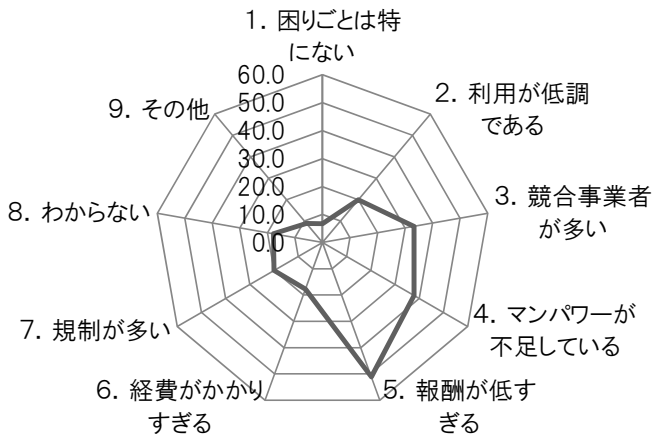 1. 困りごとは特
にない
2. 利用が低調
である
3. 競合事業者
が多い
4. マンパワーが
不足している
5. 報酬が低す
ぎる
6. 経費がかかり
すぎる
7. 規制が多い
8. わからない
9. その他
60.0
50.0
40.0
30.0
20.0
10.0
0.0